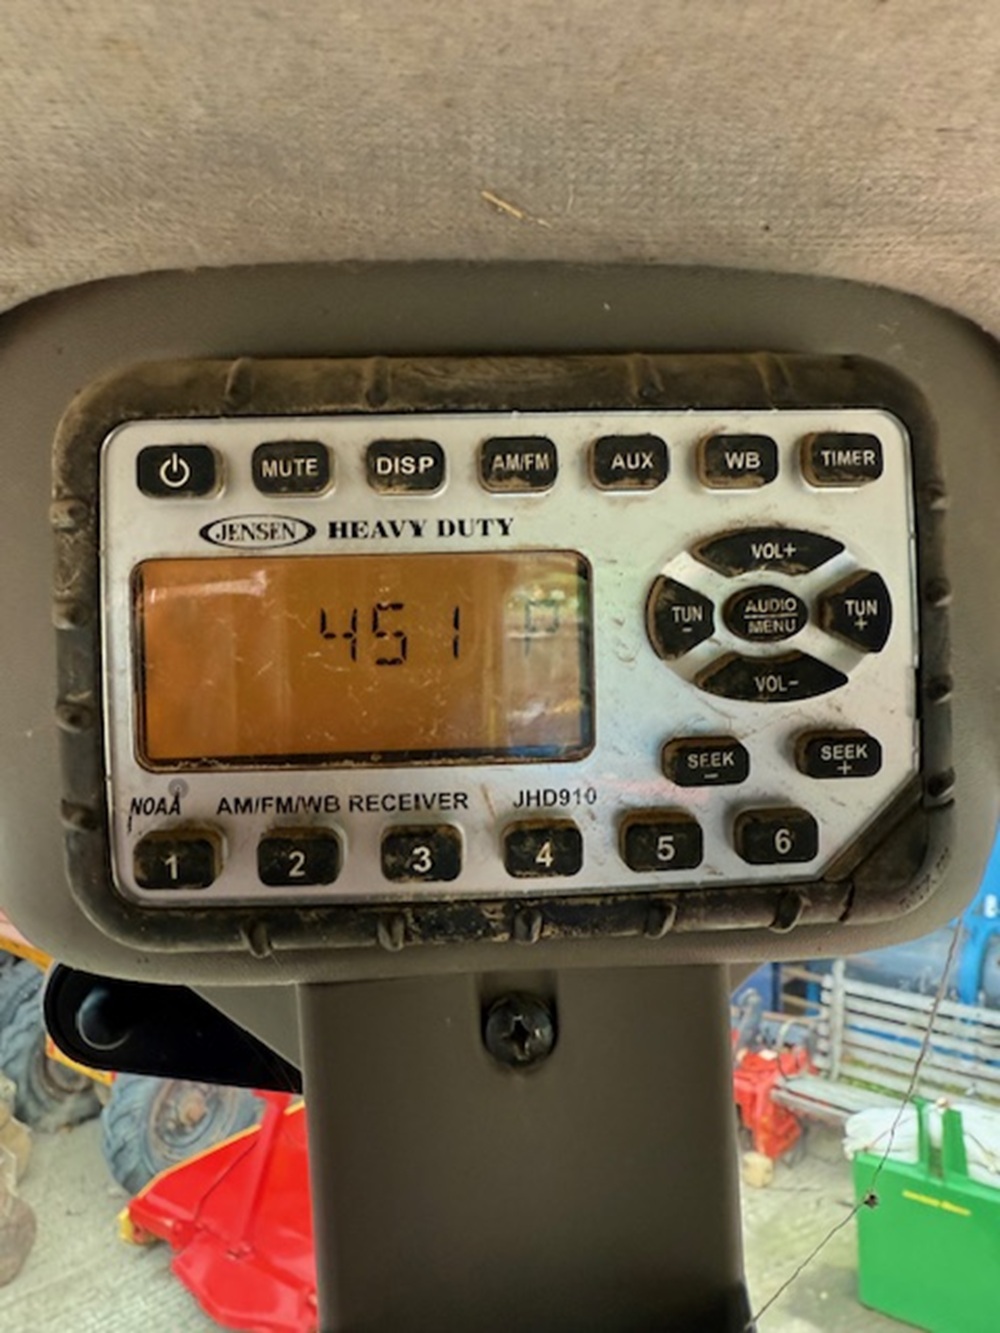 MUTE DISP AM/FM AUX WB TIMER
JENSEN HEAVY DUTY
VOL+
TUN - AUDIO MENU TUN +
VOL-
451 P
SEEK - SEEK +
NOAA AM/FM/WB RECEIVER JHD910
1 2 3 4 5 6